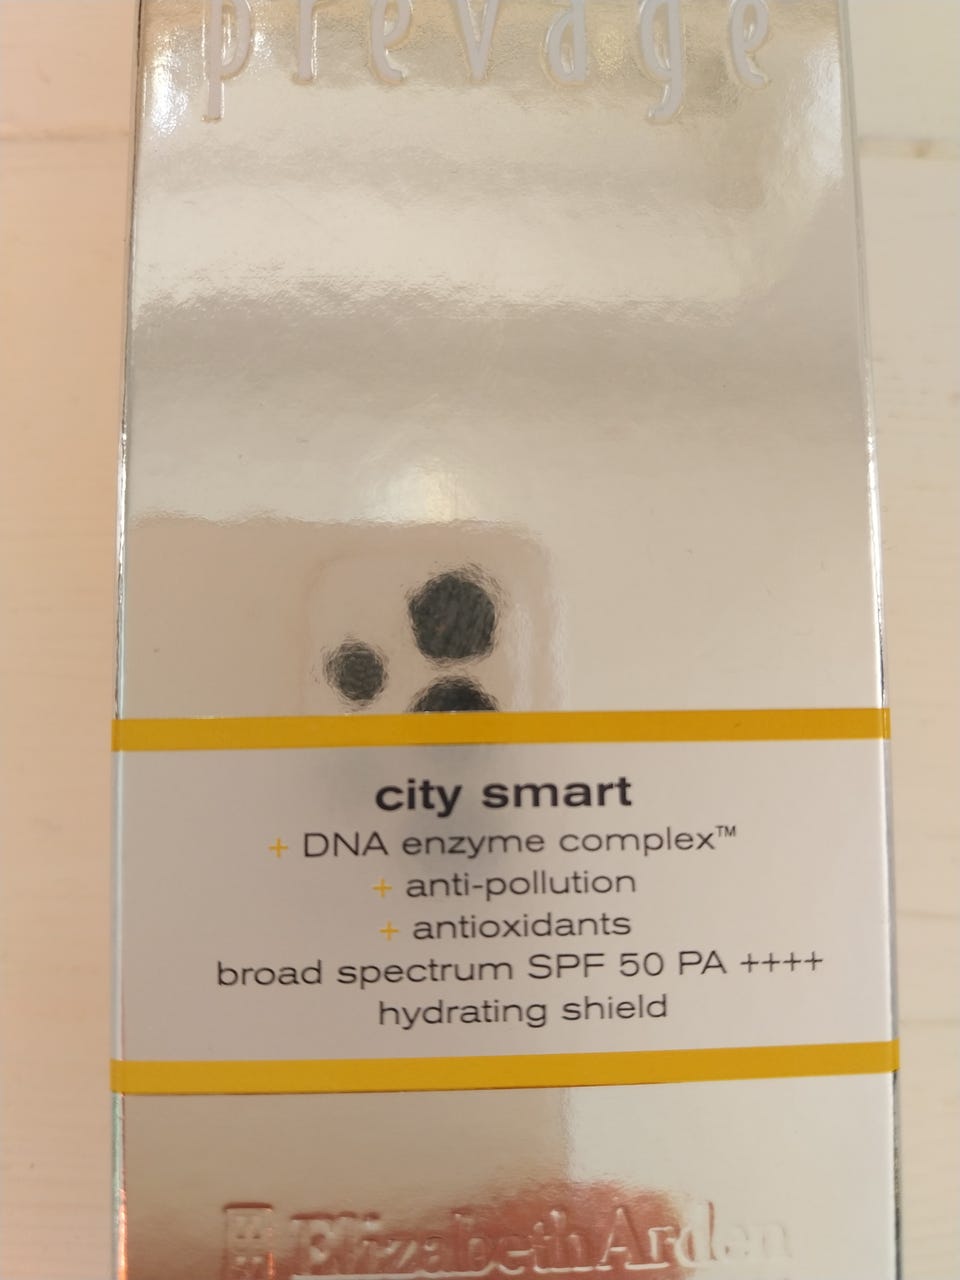 prevage
city smart
+ DNA enzyme complex™
+ anti-pollution
+ antioxidants
broad spectrum SPF 50 PA ++++
hydrating shield
Elizabeth Arden